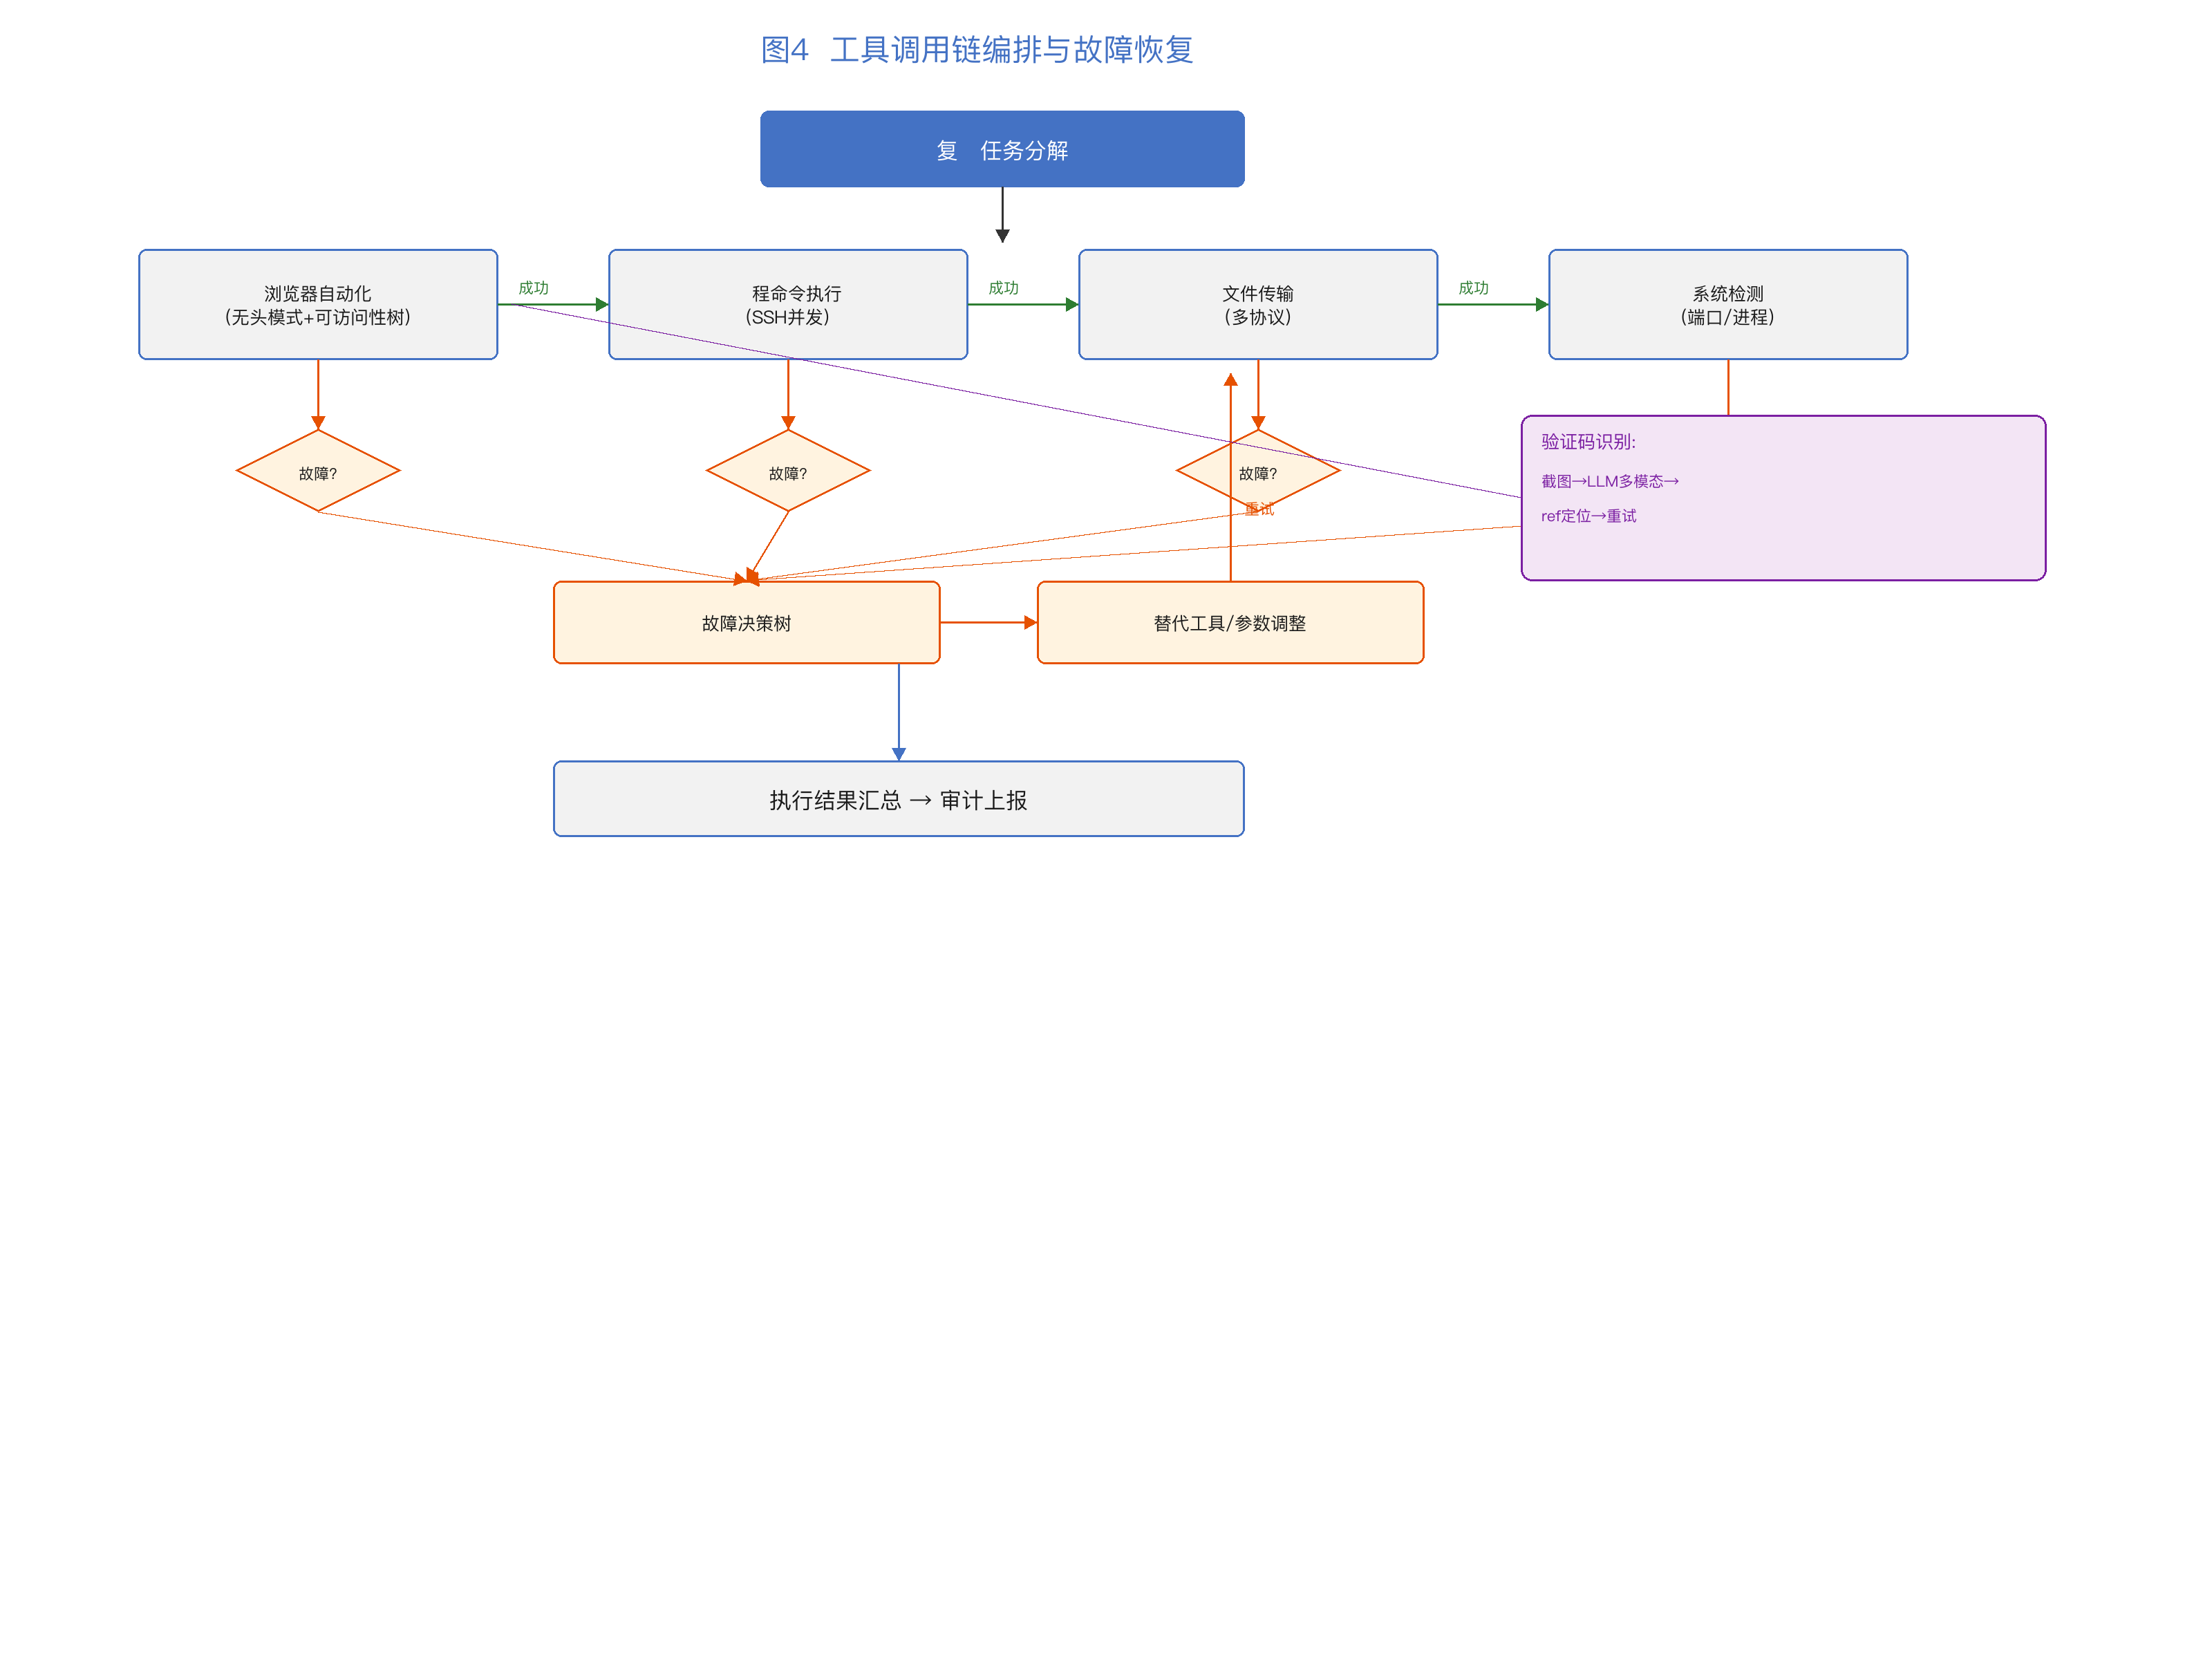 图4 工具调用链编排与故障恢复
复 任务分解
浏览器自动化
(无头模式+可访问性树)
成功
程命令执行
(SSH并发)
成功
文件传输
(多协议)
成功
系统检测
(端口/进程)
故障?
故障?
故障?
重试
验证码识别:
截图→LLM多模态→
ref定位→重试
故障决策树
替代工具/参数调整
执行结果汇总 → 审计上报